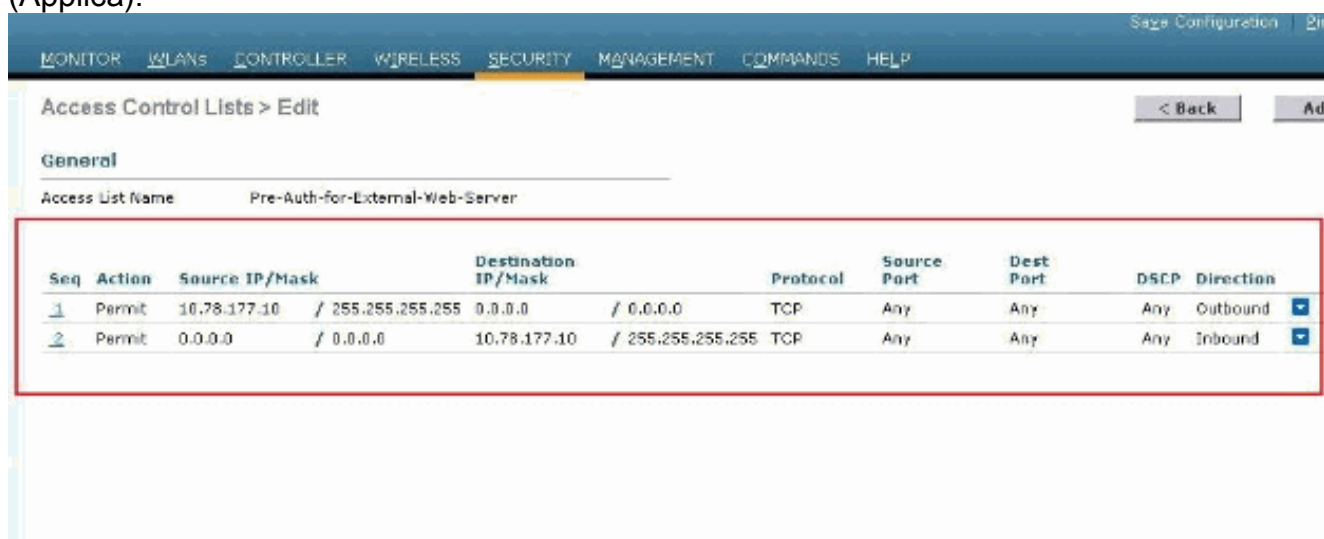 (Applica).
Save Configuration
MONITOR WLANs CONTROLLER WIRELESS SECURITY MANAGEMENT COMMANDS HELP
Access Control Lists > Edit
< Back
General
Access List Name Pre-Auth-for-External-Web-Server
Seq Action Source IP/Mask Destination IP/Mask Protocol Source Port Dest Port DSCP Direction
1 Permit 10.78.177.10 / 255.255.255.255 0.0.0.0 / 0.0.0.0 TCP Any Any Any Outbound
2 Permit 0.0.0.0 / 0.0.0.0 10.78.177.10 / 255.255.255.255 TCP Any Any Any Inbound